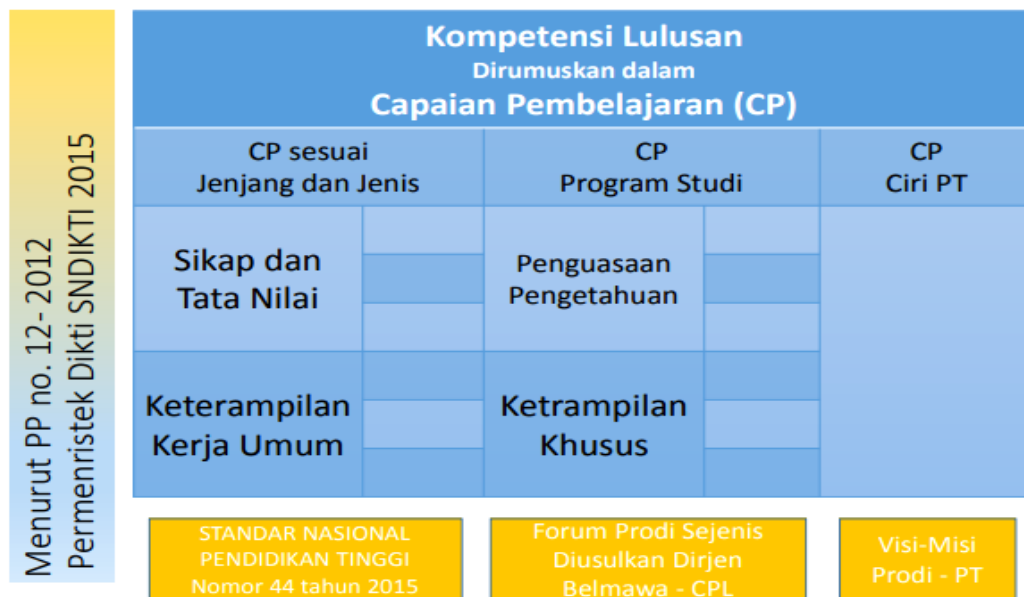 Menurut PP no. 12- 2012
Permenristek Dikti SNDIKTI 2015
Kompetensi Lulusan
Dirumuskan dalam
Capaian Pembelajaran (CP)
CP sesuai
Jenjang dan Jenis
CP
Program Studi
CP
Ciri PT
Sikap dan
Tata Nilai
Penguasaan
Pengetahuan
Keterampilan
Kerja Umum
Ketrampilan
Khusus
STANDAR NASIONAL
PENDIDIKAN TINGGI
Nomor 44 tahun 2015
Forum Prodi Sejenis
Diusulkan Dirjen
Belmawa - CPL
Visi-Misi
Prodi - PT